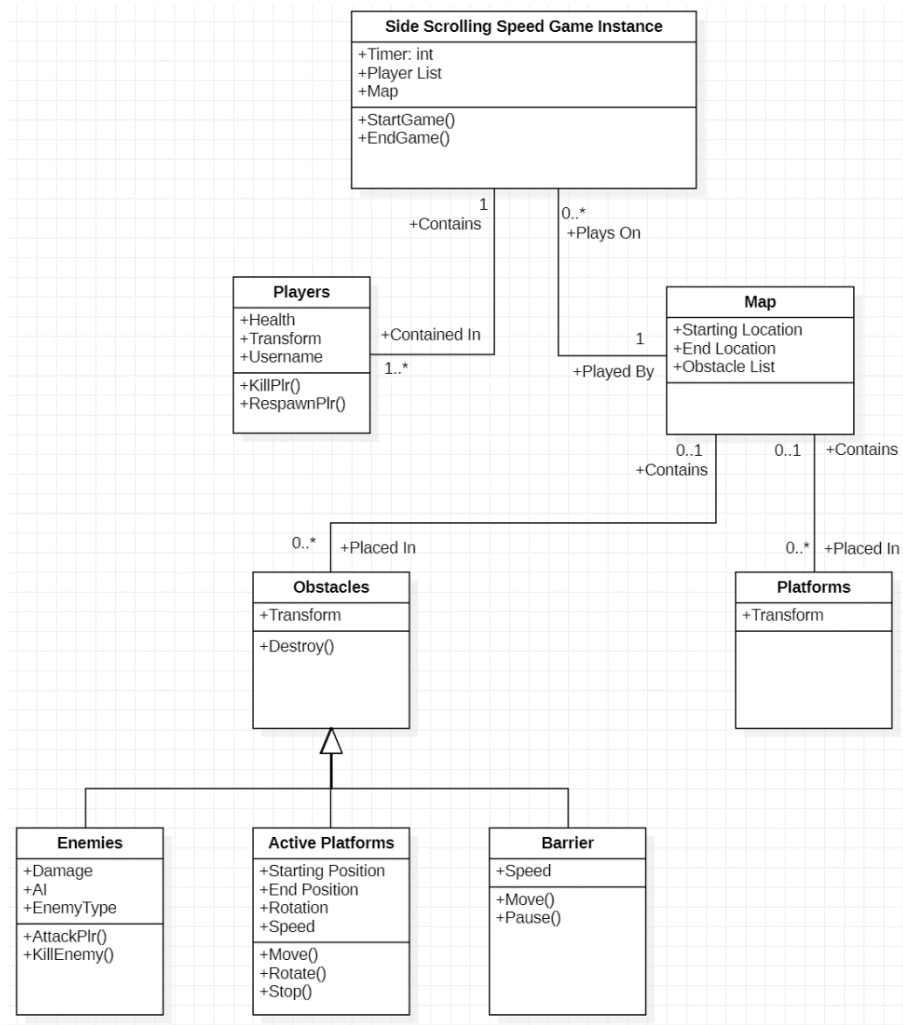 Side Scrolling Speed Game Instance
+Timer: int
+Player List
+Map
+StartGame()
+EndGame()
1
+Contains
0..*
+Plays On
Players
+Health
+Transform
+Username
+KillPlr()
+RespawnPlr()
+Contained In
1..*
1
+Played By
Map
+Starting Location
+End Location
+Obstacle List
0..1
+Contains
0..1
+Contains
0..*
+Placed In
0..*
+Placed In
Obstacles
+Transform
+Destroy()
Platforms
+Transform
Enemies
+Damage
+AI
+EnemyType
+AttackPlr()
+KillEnemy()
Active Platforms
+Starting Position
+End Position
+Rotation
+Speed
+Move()
+Rotate()
+Stop()
Barrier
+Speed
+Move()
+Pause()